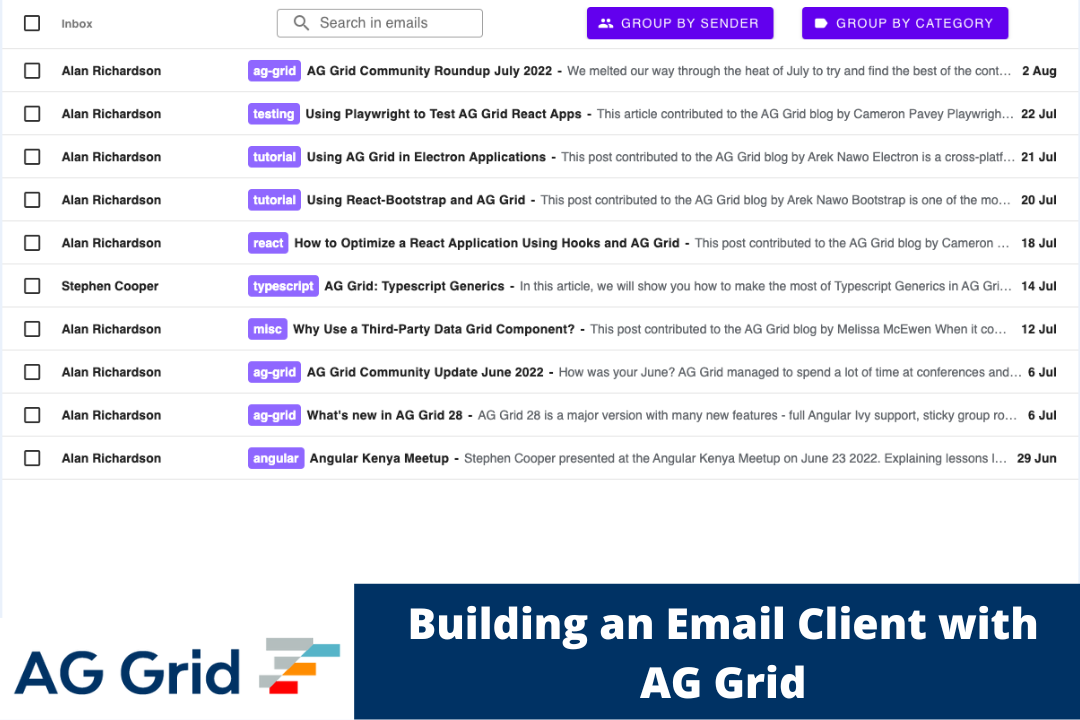 Inbox Search in emails GROUP BY SENDER GROUP BY CATEGORY
Alan Richardson ag-grid AG Grid Community Roundup July 2022 - We melted our way through the heat of July to try and find the best of the cont... 2 Aug
Alan Richardson testing Using Playwright to Test AG Grid React Apps - This article contributed to the AG Grid blog by Cameron Pavey Playwrigh... 22 Jul
Alan Richardson tutorial Using AG Grid in Electron Applications - This post contributed to the AG Grid blog by Arek Nawo Electron is a cross-platf... 21 Jul
Alan Richardson tutorial Using React-Bootstrap and AG Grid - This post contributed to the AG Grid blog by Arek Nawo Bootstrap is one of the mo... 20 Jul
Alan Richardson react How to Optimize a React Application Using Hooks and AG Grid - This post contributed to the AG Grid blog by Cameron ... 18 Jul
Stephen Cooper typescript AG Grid: Typescript Generics - In this article, we will show you how to make the most of Typescript Generics in AG Gri... 14 Jul
Alan Richardson misc Why Use a Third-Party Data Grid Component? - This post contributed to the AG Grid blog by Melissa McEwen When it co... 12 Jul
Alan Richardson ag-grid AG Grid Community Update June 2022 - How was your June? AG Grid managed to spend a lot of time at conferences and... 6 Jul
Alan Richardson ag-grid What's new in AG Grid 28 - AG Grid 28 is a major version with many new features - full Angular Ivy support, sticky group ro... 6 Jul
Alan Richardson angular Angular Kenya Meetup - Stephen Cooper presented at the Angular Kenya Meetup on June 23 2022. Explaining lessons l... 29 Jun
AG Grid
Building an Email Client with
AG Grid